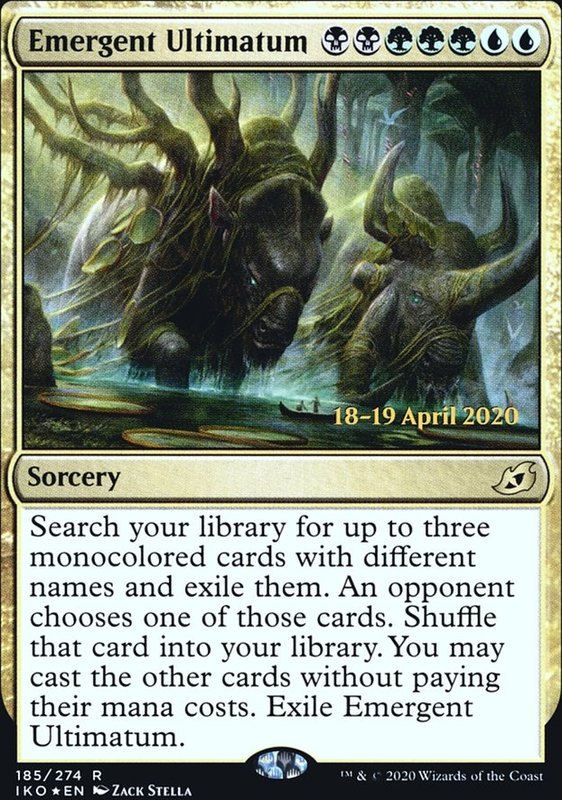 Emergent Ultimatum
18-19 April 2020
Sorcery
Search your library for up to three
monocolored cards with different
names and exile them. An opponent
chooses one of those cards. Shuffle
that card into your library. You may
cast the other cards without paying
their mana costs. Exile Emergent
Ultimatum.
185/274 R
IKO★EN ZACK STELLA
™ & © 2020 Wizards of the Coast